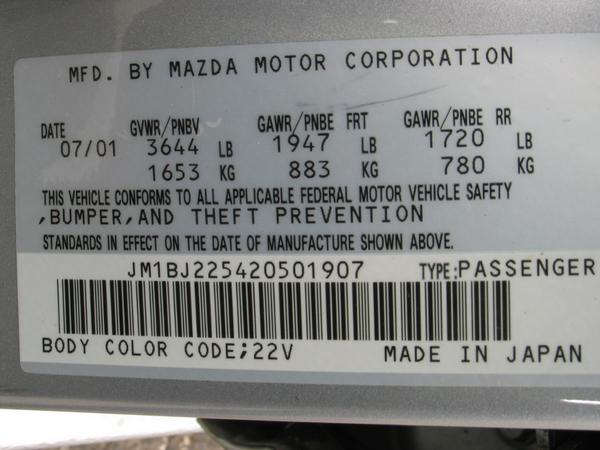 MFD. BY MAZDA MOTOR CORPORATION
DATE GVWR/PNBV GAWR/PNBE FRT GAWR/PNBE RR
07/01 3644 LB 1947 LB 1720 LB
1653 KG 883 KG 780 KG
THIS VEHICLE CONFORMS TO ALL APPLICABLE FEDERAL MOTOR VEHICLE SAFETY
,BUMPER,AND THEFT PREVENTION
STANDARDS IN EFFECT ON THE DATE OF MANUFACTURE SHOWN ABOVE.
JM1BJ225420501907 TYPE:PASSENGER
BODY COLOR CODE;22V MADE IN JAPAN